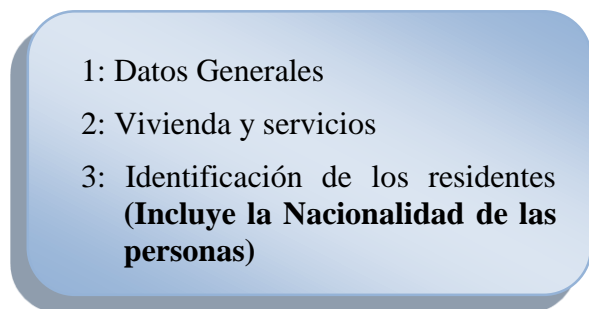 1: Datos Generales
2: Vivienda y servicios
3: Identificación de los residentes
(Incluye la Nacionalidad de las
personas)